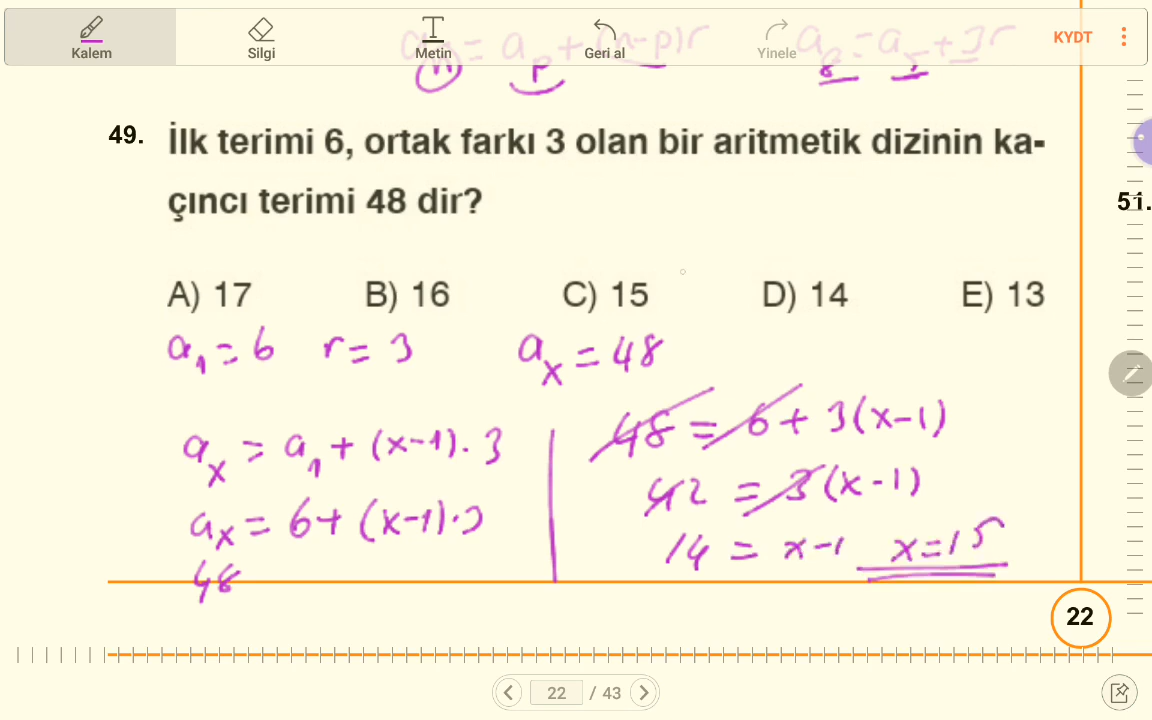 Kalem Silgi Metin Geri al Yinele KYDT
49. İlk terimi 6, ortak farkı 3 olan bir aritmetik dizinin ka-
çıncı terimi 48 dir?
51.
A) 17 B) 16 C) 15 D) 14 E) 13
a₁ = 6 r = 3 aₓ = 48
aₓ = a₁ + (x-1). 3
aₓ = 6+ (x-1).3
48
48 = 6 + 3(x-1)
42 = 3(x-1)
14 = x-1 x=15
22
22 / 43